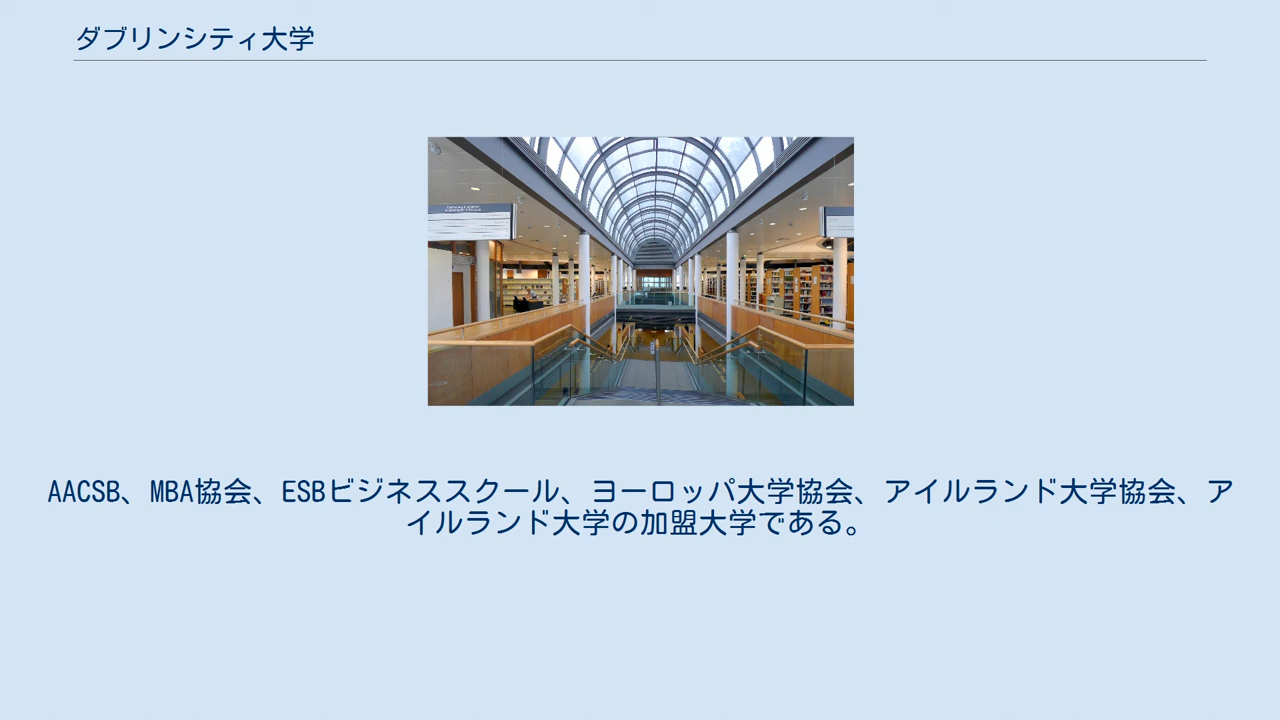 ダブリンシティ大学
AACSB、MBA協会、ESBビジネススクール、ヨーロッパ大学協会、アイルランド大学協会、ア
イルランド大学の加盟大学である。